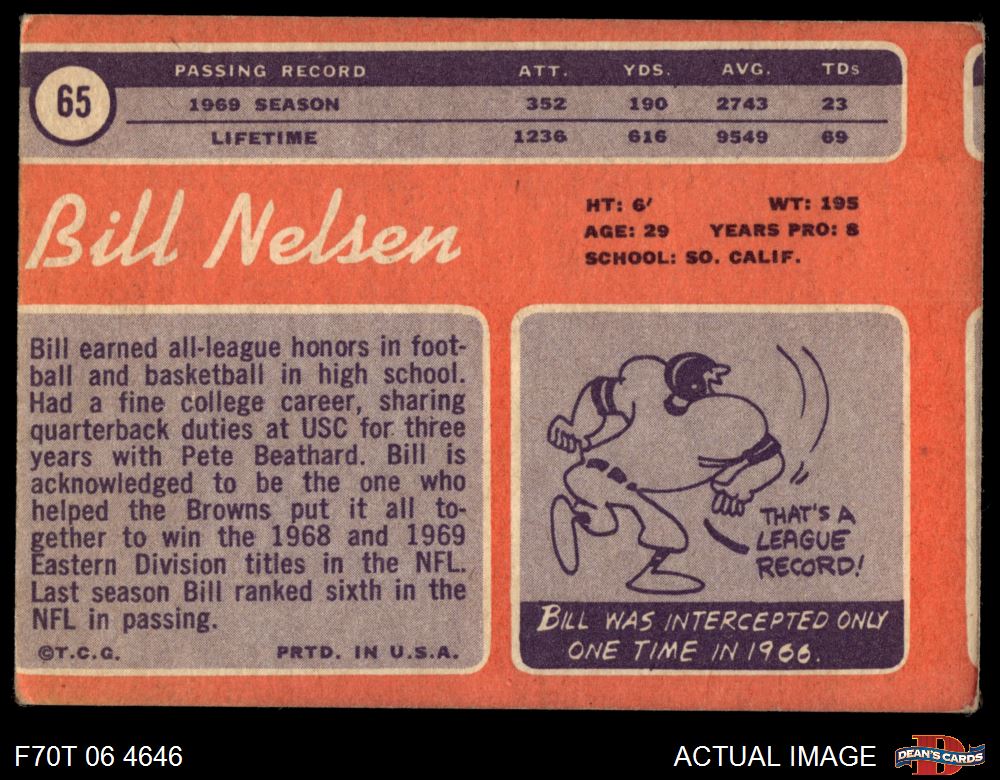 65
PASSING RECORD ATT. YDS. AVG. TDs
1969 SEASON 352 190 2743 23
LIFETIME 1236 616 9549 69
Bill Nelsen
HT: 6' WT: 195
AGE: 29 YEARS PRO: 8
SCHOOL: SO. CALIF.
Bill earned all-league honors in foot-
ball and basketball in high school.
Had a fine college career, sharing
quarterback duties at USC for three
years with Pete Beathard. Bill is
acknowledged to be the one who
helped the Browns put it all to-
gether to win the 1968 and 1969
Eastern Division titles in the NFL.
Last season Bill ranked sixth in the
NFL in passing.
©T.C.G. PRTD. IN U.S.A.
THAT'S A
LEAGUE
RECORD!
BILL WAS INTERCEPTED ONLY
ONE TIME IN 1966.
F70T 06 4646
ACTUAL IMAGE
DEAN'S CARDS